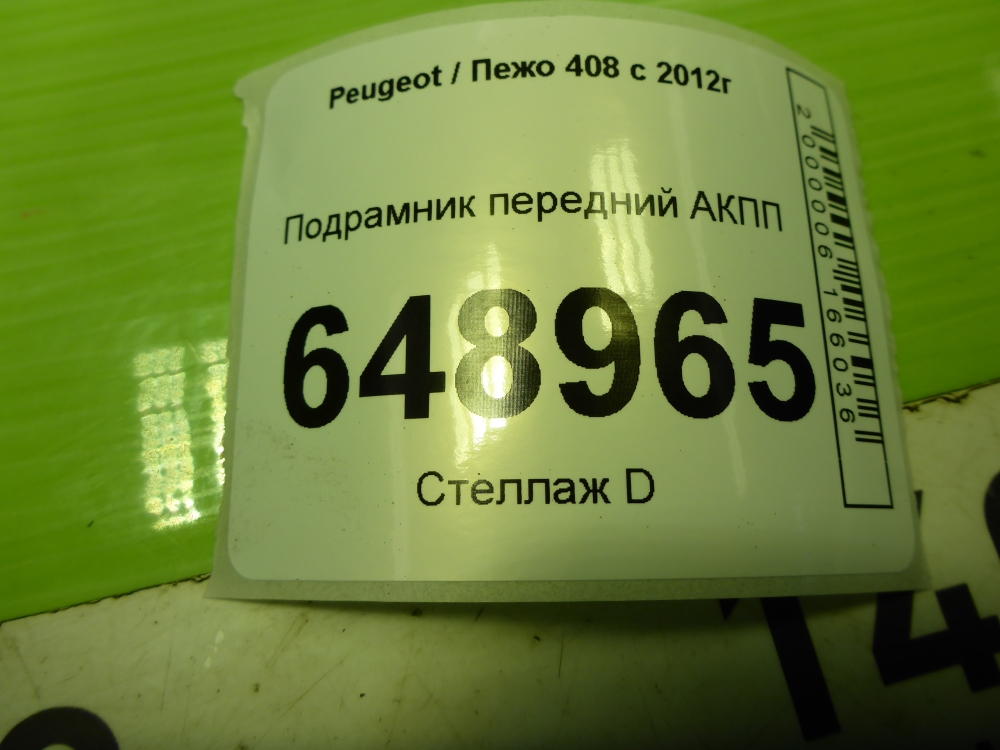 Peugeot / Пежо 408 с 2012г
Подрамник передний АКПП
648965
Стеллаж D
2000006166036